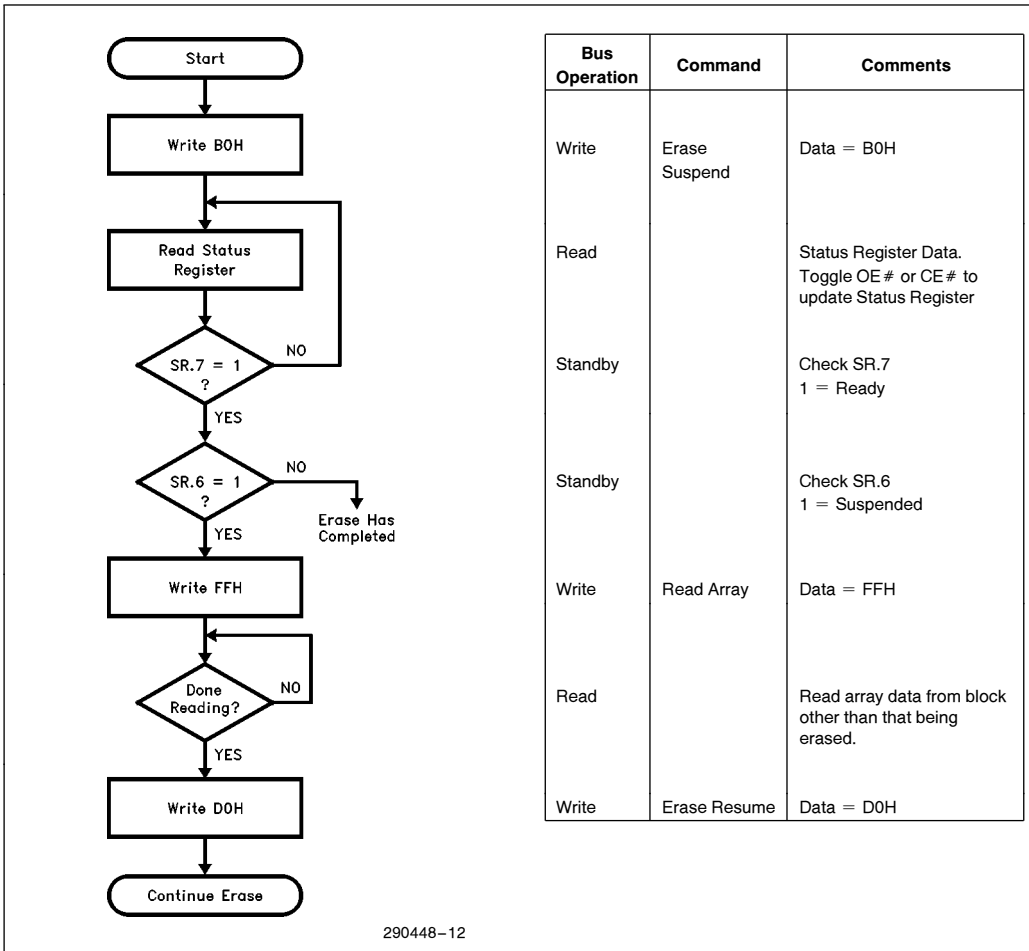 Start
Write B0H
Read Status
Register
SR.7 = 1
?
NO
YES
SR.6 = 1
?
NO
Erase Has
Completed
YES
Write FFH
Done
Reading?
NO
YES
Write D0H
Continue Erase
Bus
Operation
Command
Comments
Write
Erase
Suspend
Data = B0H
Read
Status Register Data.
Toggle OE# or CE# to
update Status Register
Standby
Check SR.7
1 = Ready
Standby
Check SR.6
1 = Suspended
Write
Read Array
Data = FFH
Read
Read array data from block
other than that being
erased.
Write
Erase Resume
Data = D0H
290448–12